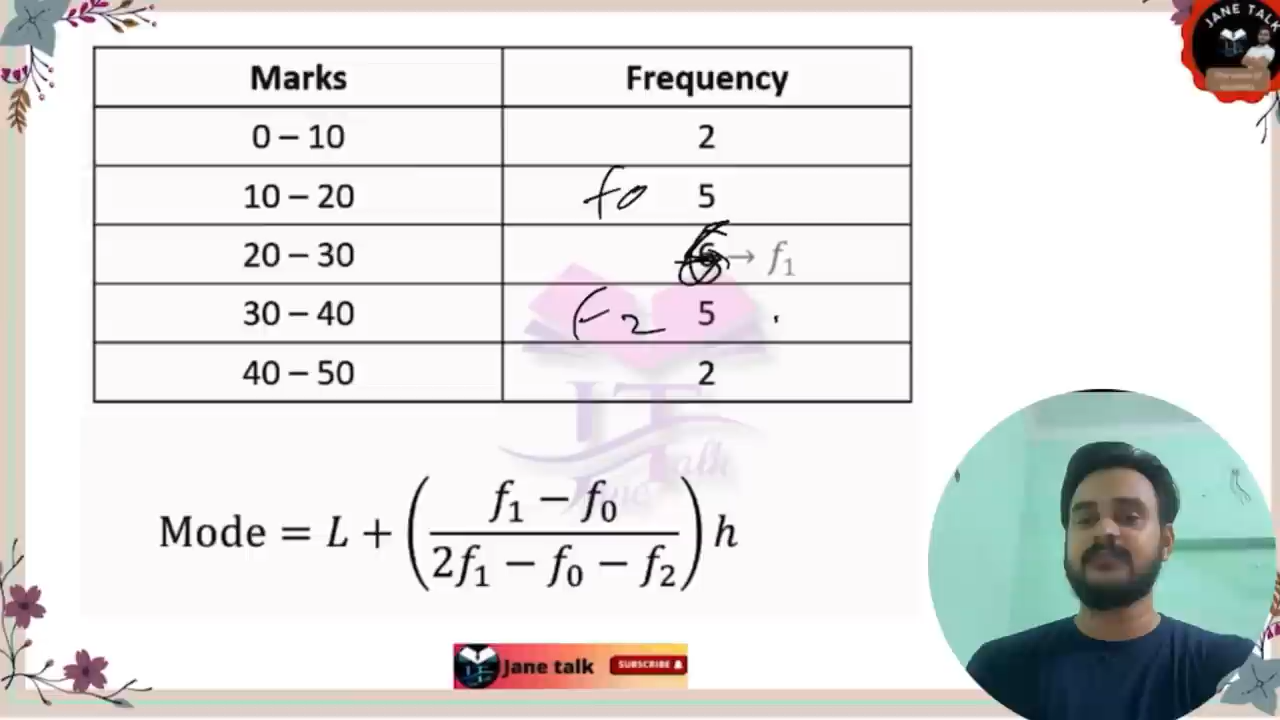 JANE TALK
Marks Frequency
0 – 10 2
10 – 20 f0 5
20 – 30 6 → f₁
30 – 40 f2 5
40 – 50 2
Mode = L + ( (f₁ − f₀) / (2f₁ − f₀ − f₂) ) h
Jane talk SUBSCRIBE